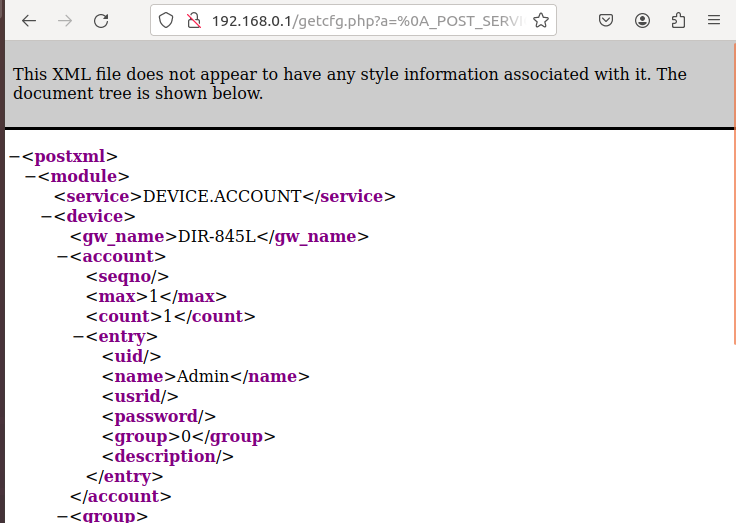 192.168.0.1/getcfg.php?a=%0A_POST_SERVI
This XML file does not appear to have any style information associated with it. The
document tree is shown below.
−<postxml>
−<module>
<service>DEVICE.ACCOUNT</service>
−<device>
<gw_name>DIR-845L</gw_name>
−<account>
<seqno/>
<max>1</max>
<count>1</count>
−<entry>
<uid/>
<name>Admin</name>
<usrid/>
<password/>
<group>0</group>
<description/>
</entry>
</account>
−<group>